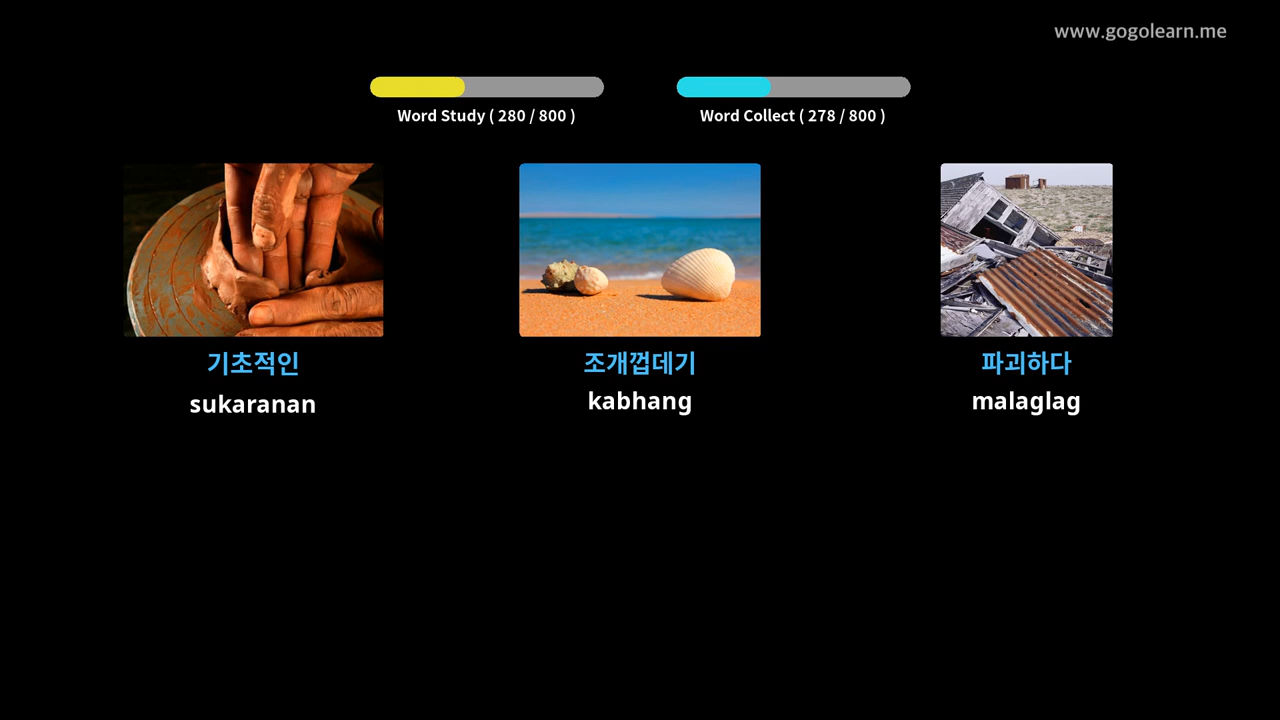 www.gogolearn.me
Word Study ( 280 / 800 )
Word Collect ( 278 / 800 )
기초적인
조개껍데기
파괴하다
sukaranan
kabhang
malaglag